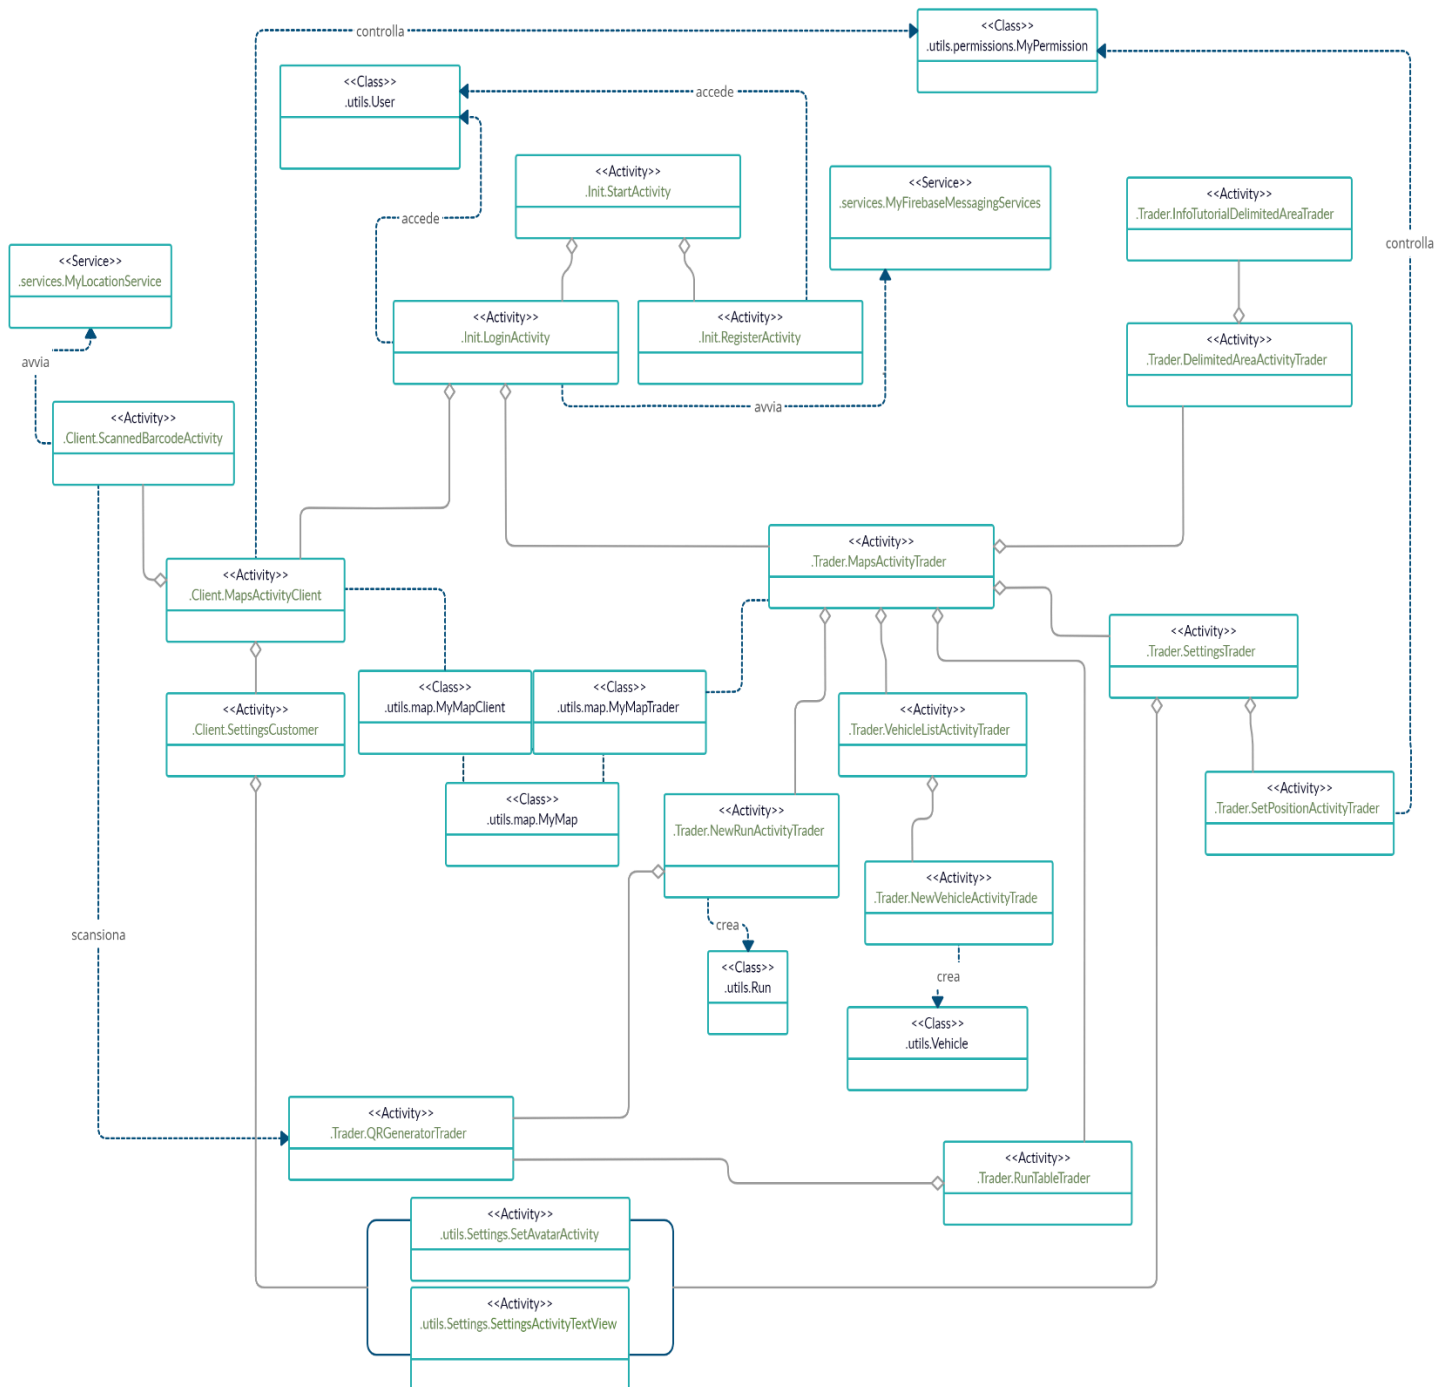 <<Class>>
.utils.permissions.MyPermission
controlla
<<Class>>
.utils.User
accede
<<Activity>>
.Init.StartActivity
<<Service>>
.services.MyFirebaseMessagingServices
<<Activity>>
.Trader.InfoTutorialDelimitedAreaTrader
accede
controlla
<<Service>>
.services.MyLocationService
<<Activity>>
.Init.LoginActivity
<<Activity>>
.Init.RegisterActivity
<<Activity>>
.Trader.DelimitedAreaActivityTrader
avvia
avvia
<<Activity>>
.Client.ScannedBarcodeActivity
<<Activity>>
.Trader.MapsActivityTrader
<<Activity>>
.Client.MapsActivityClient
<<Activity>>
.Trader.SettingsTrader
<<Class>>
.utils.map.MyMapClient
<<Class>>
.utils.map.MyMapTrader
<<Activity>>
.Client.SettingsCustomer
<<Activity>>
.Trader.VehicleListActivityTrader
<<Activity>>
.Trader.SetPositionActivityTrader
<<Class>>
.utils.map.MyMap
<<Activity>>
.Trader.NewRunActivityTrader
<<Activity>>
.Trader.NewVehicleActivityTrade
scansiona
crea
<<Class>>
.utils.Run
crea
<<Class>>
.utils.Vehicle
<<Activity>>
.Trader.QRGeneratorTrader
<<Activity>>
.Trader.RunTableTrader
<<Activity>>
.utils.Settings.SetAvatarActivity
<<Activity>>
.utils.Settings.SettingsActivityTextView